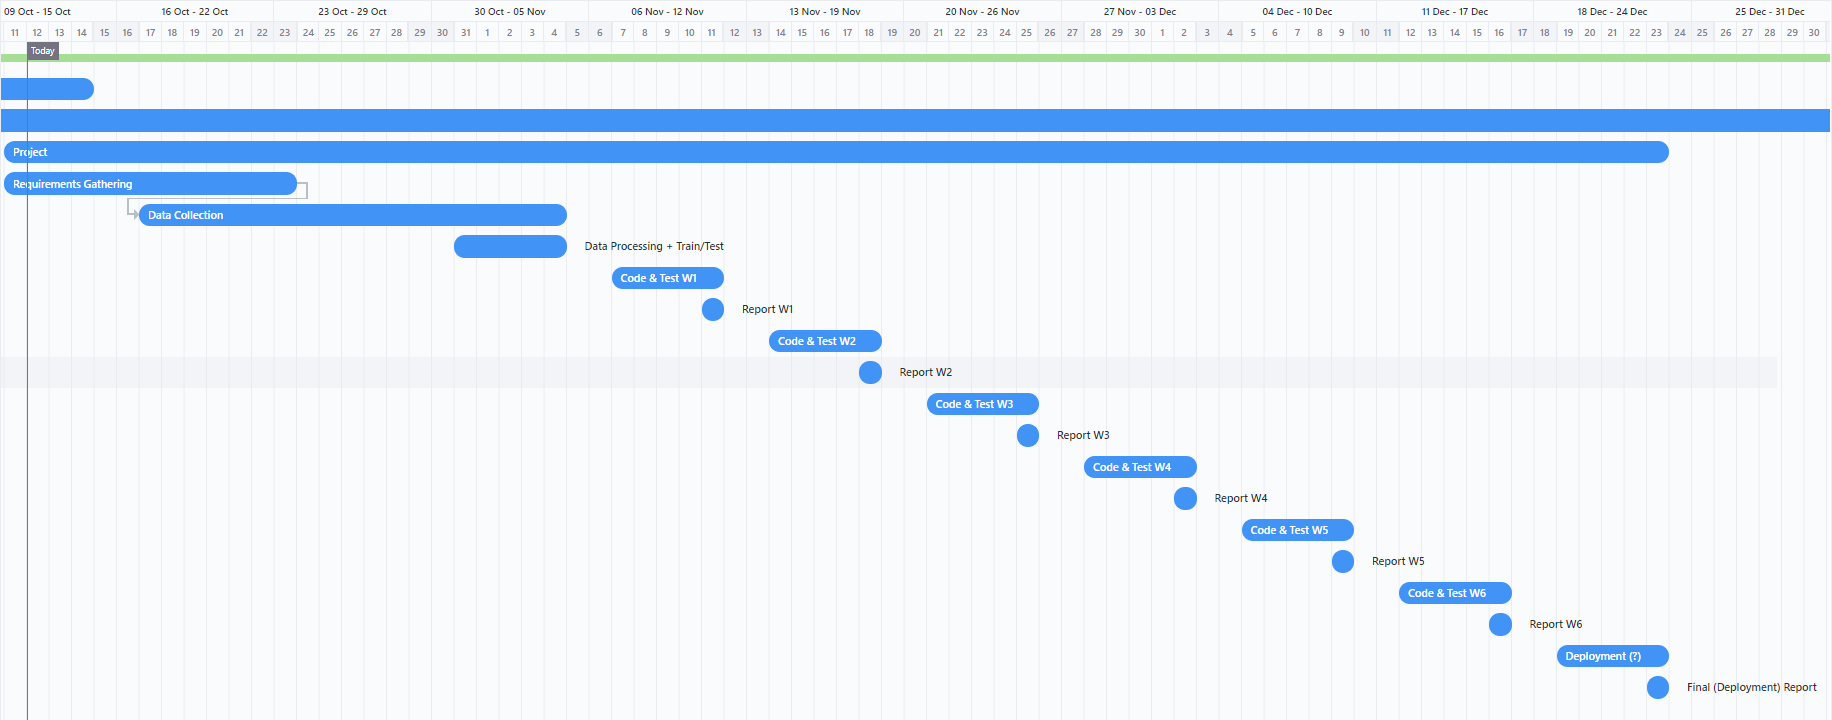 09 Oct - 15 Oct 16 Oct - 22 Oct 23 Oct - 29 Oct 30 Oct - 05 Nov 06 Nov - 12 Nov 13 Nov - 19 Nov 20 Nov - 26 Nov 27 Nov - 03 Dec 04 Dec - 10 Dec 11 Dec - 17 Dec 18 Dec - 24 Dec 25 Dec - 31 Dec
11 12 13 14 15 16 17 18 19 20 21 22 23 24 25 26 27 28 29 30 31 1 2 3 4 5 6 7 8 9 10 11 12 13 14 15 16 17 18 19 20 21 22 23 24 25 26 27 28 29 30 1 2 3 4 5 6 7 8 9 10 11 12 13 14 15 16 17 18 19 20 21 22 23 24 25 26 27 28 29 30
Today
Project
Requirements Gathering
Data Collection
Data Processing + Train/Test
Code & Test W1
Report W1
Code & Test W2
Report W2
Code & Test W3
Report W3
Code & Test W4
Report W4
Code & Test W5
Report W5
Code & Test W6
Report W6
Deployment (?)
Final (Deployment) Report